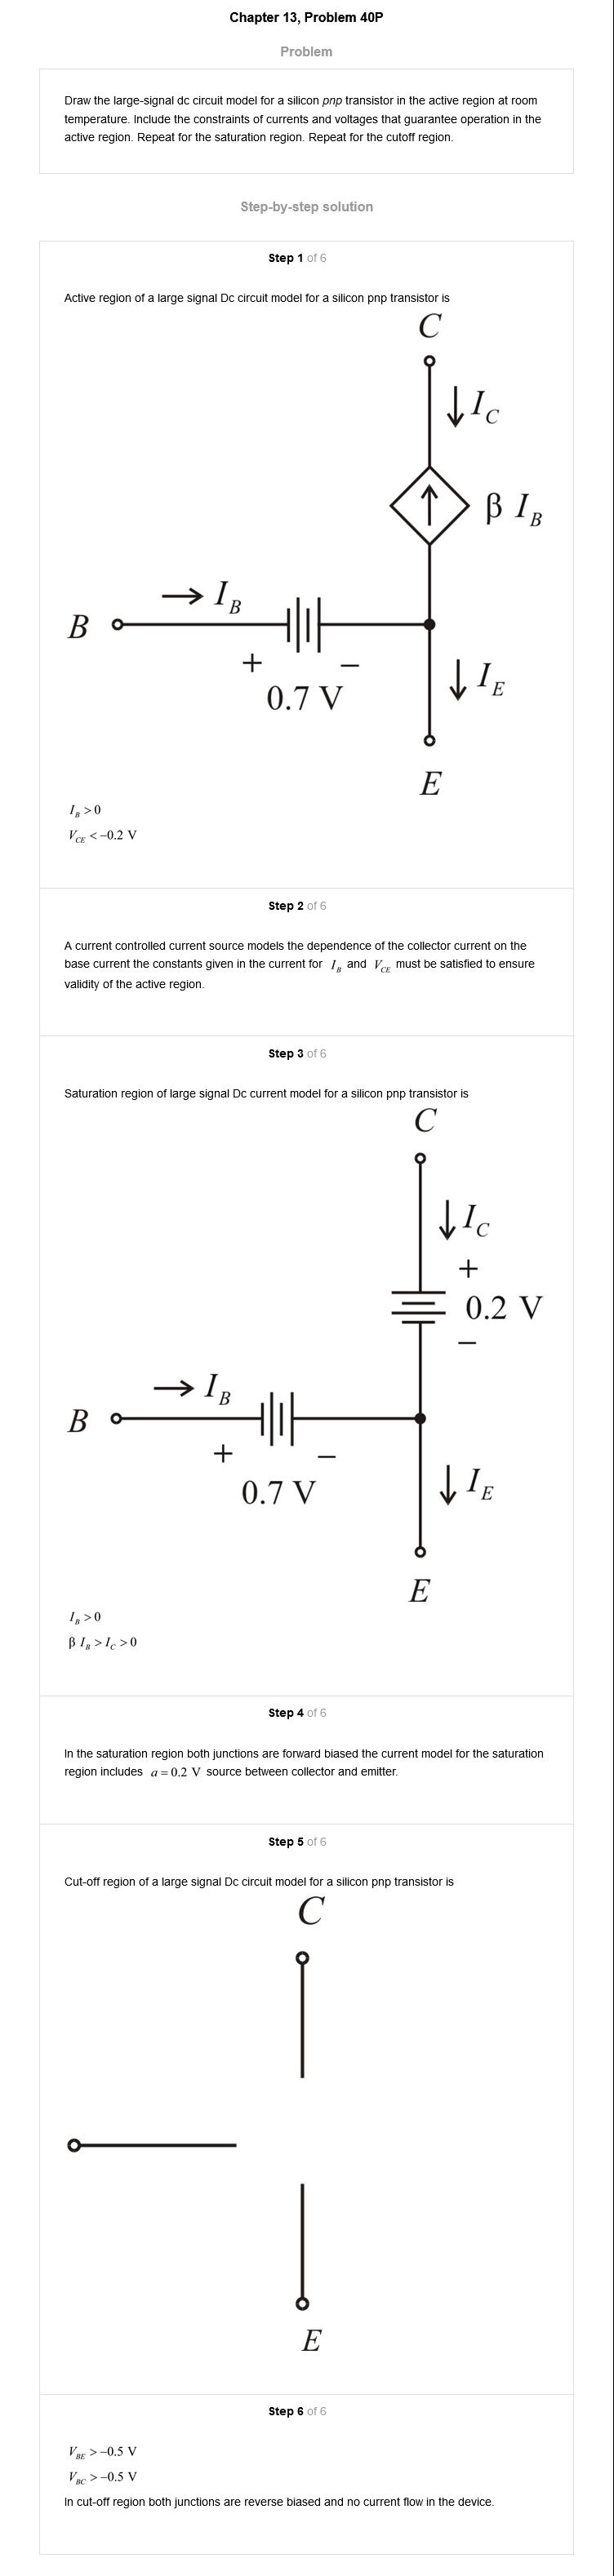 Chapter 13, Problem 40P
Problem
Draw the large-signal dc circuit model for a silicon pnp transistor in the active region at room
temperature. Include the constraints of currents and voltages that guarantee operation in the
active region. Repeat for the saturation region. Repeat for the cutoff region.
Step-by-step solution
Step 1 of 6
Active region of a large signal Dc circuit model for a silicon pnp transistor is
C
↓ I_C
β I_B
→ I_B
B
+ −
0.7 V
↓ I_E
E
I_B > 0
V_CE < −0.2 V
Step 2 of 6
A current controlled current source models the dependence of the collector current on the
base current the constants given in the current for I_B and V_CE must be satisfied to ensure
validity of the active region.
Step 3 of 6
Saturation region of large signal Dc current model for a silicon pnp transistor is
C
↓ I_C
+
0.2 V
−
→ I_B
B
+ −
0.7 V
↓ I_E
E
I_B > 0
β I_B > I_C > 0
Step 4 of 6
In the saturation region both junctions are forward biased the current model for the saturation
region includes a = 0.2 V source between collector and emitter.
Step 5 of 6
Cut-off region of a large signal Dc circuit model for a silicon pnp transistor is
C
E
Step 6 of 6
V_BE > −0.5 V
V_BC > −0.5 V
In cut-off region both junctions are reverse biased and no current flow in the device.